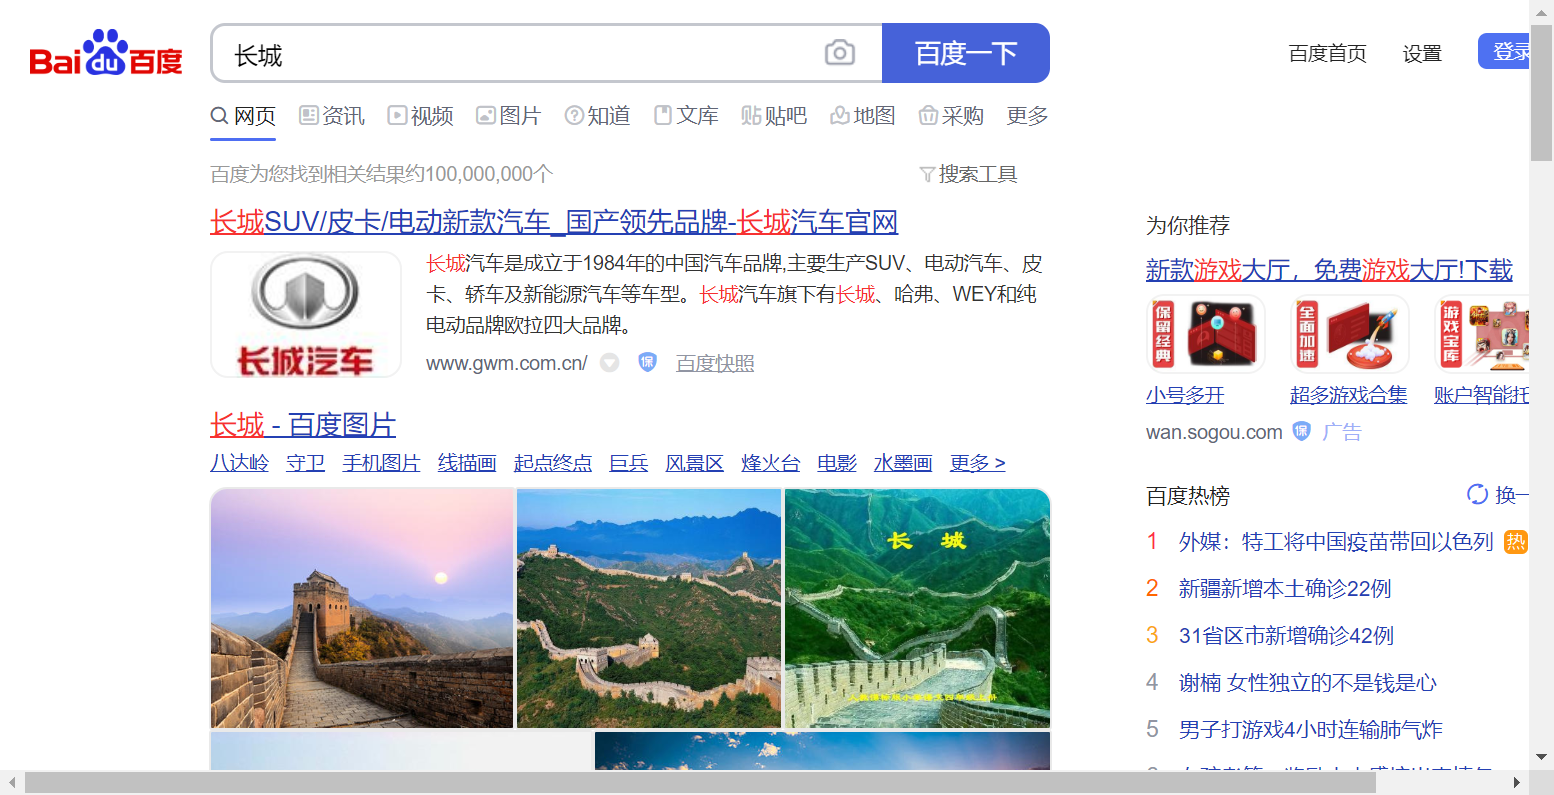 Bai du 百度
长城
百度一下
百度首页
设置
登录
网页
资讯
视频
图片
知道
文库
贴吧
地图
采购
更多
百度为您找到相关结果约100,000,000个
搜索工具
长城SUV/皮卡/电动新款汽车_国产领先品牌-长城汽车官网
长城汽车
长城汽车是成立于1984年的中国汽车品牌,主要生产SUV、电动汽车、皮
卡、轿车及新能源汽车等车型。长城汽车旗下有长城、哈弗、WEY和纯
电动品牌欧拉四大品牌。
www.gwm.com.cn/
保
百度快照
长城 - 百度图片
八达岭 守卫 手机图片 线描画 起点终点 巨兵 风景区 烽火台 电影 水墨画 更多 >
长 城
为你推荐
新款游戏大厅，免费游戏大厅!下载
保留经典
全面加速
游戏宝库
小号多开
超多游戏合集
账户智能托
wan.sogou.com 保 广告
百度热榜
换一
1 外媒：特工将中国疫苗带回以色列 热
2 新疆新增本土确诊22例
3 31省区市新增确诊42例
4 谢楠 女性独立的不是钱是心
5 男子打游戏4小时连输肺气炸